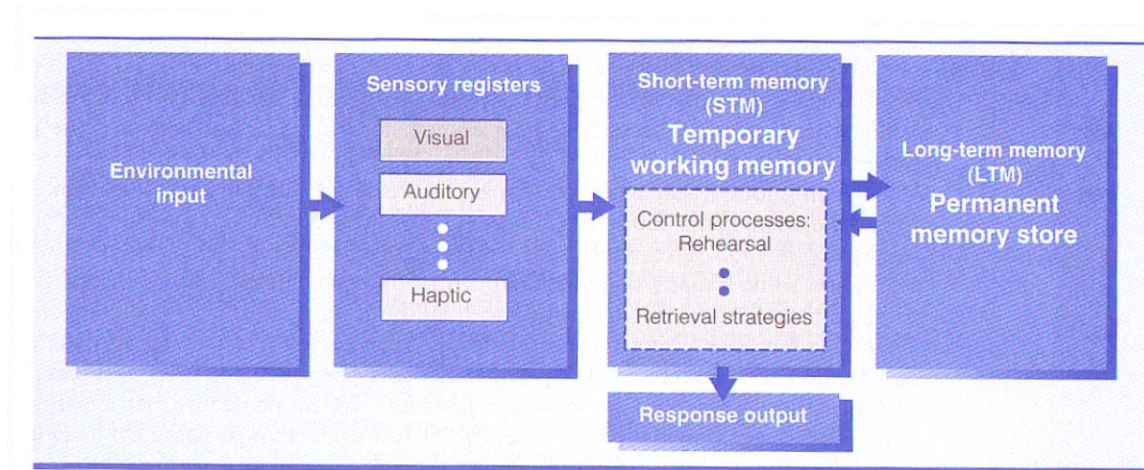 Environmental
input
Sensory registers
Visual
Auditory
Haptic
Short-term memory
(STM)
Temporary
working memory
Control processes:
Rehearsal
Retrieval strategies
Response output
Long-term memory
(LTM)
Permanent
memory store